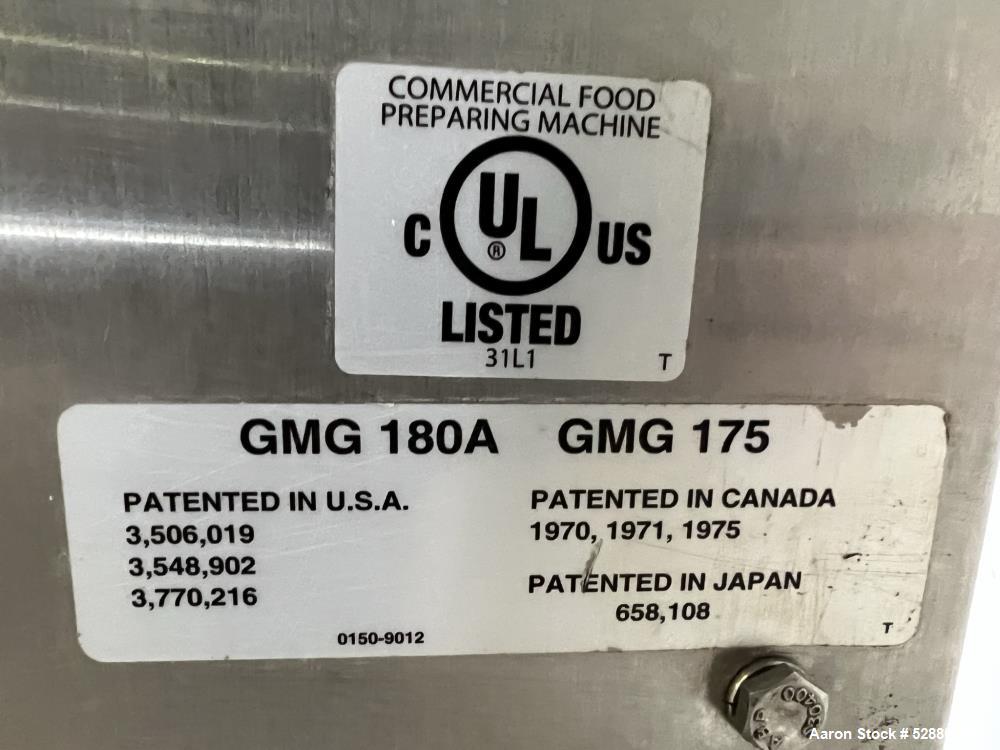 COMMERCIAL FOOD
PREPARING MACHINE
C UL® US
LISTED
31L1 T
GMG 180A GMG 175
PATENTED IN U.S.A.
3,506,019
3,548,902
3,770,216
0150-9012
PATENTED IN CANADA
1970, 1971, 1975
PATENTED IN JAPAN
658,108
T
Aaron Stock #